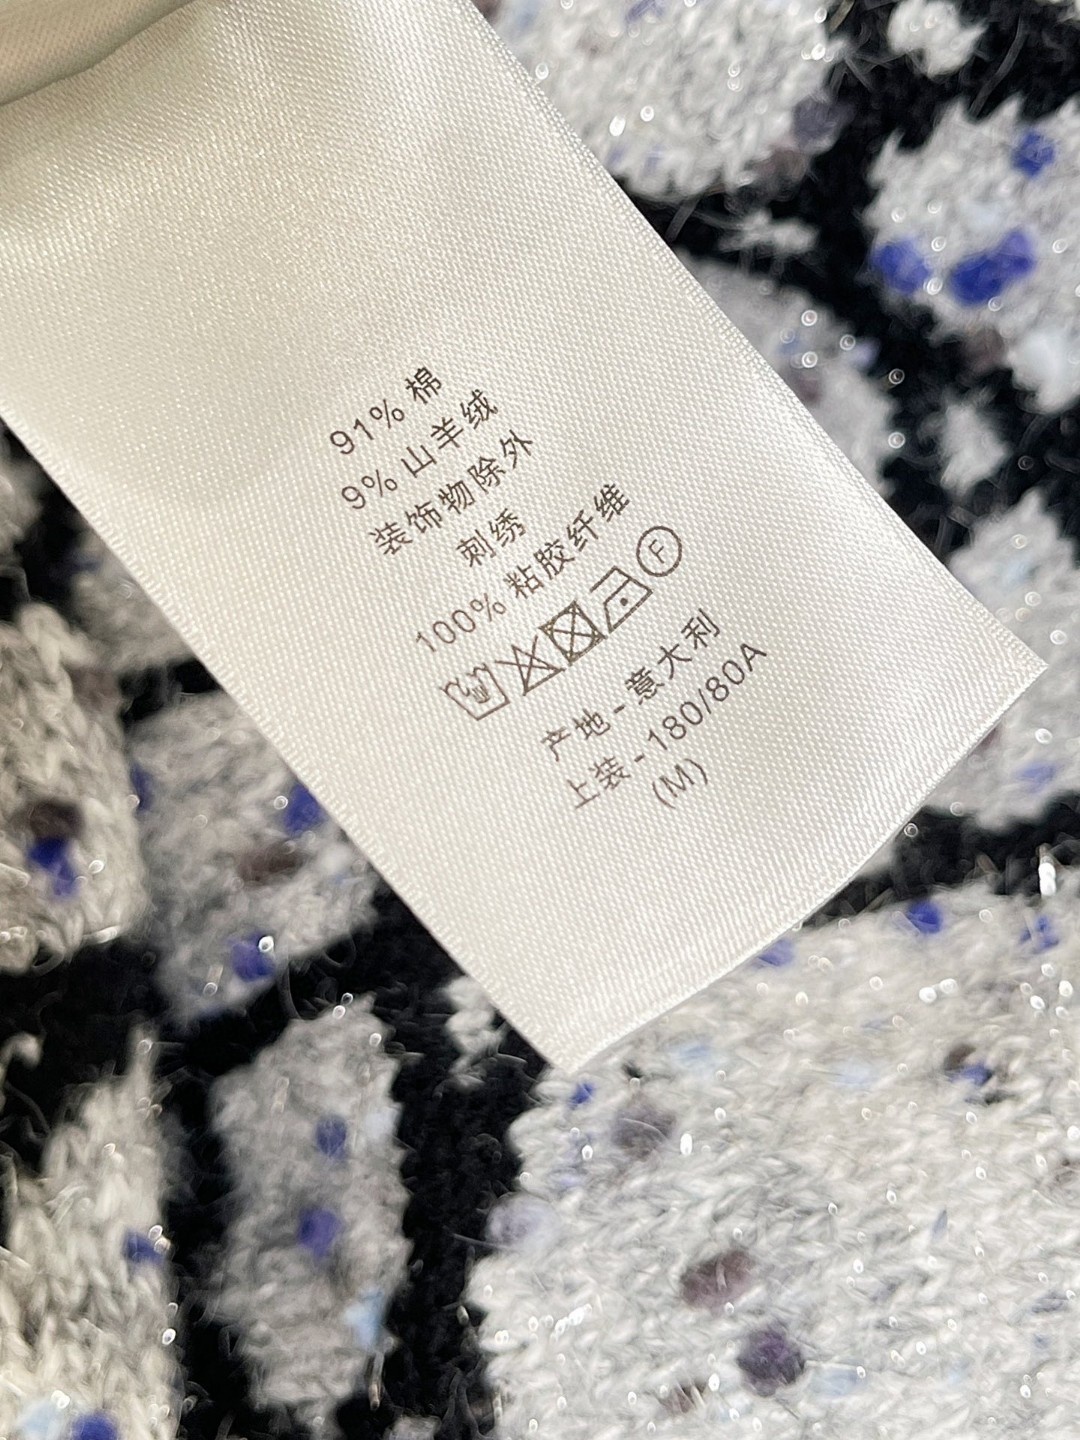 91% 棉
9% 山羊绒
装饰物除外
刺绣
100% 粘胶纤维
F
产地 - 意大利
上装 - 180/80A
(M)